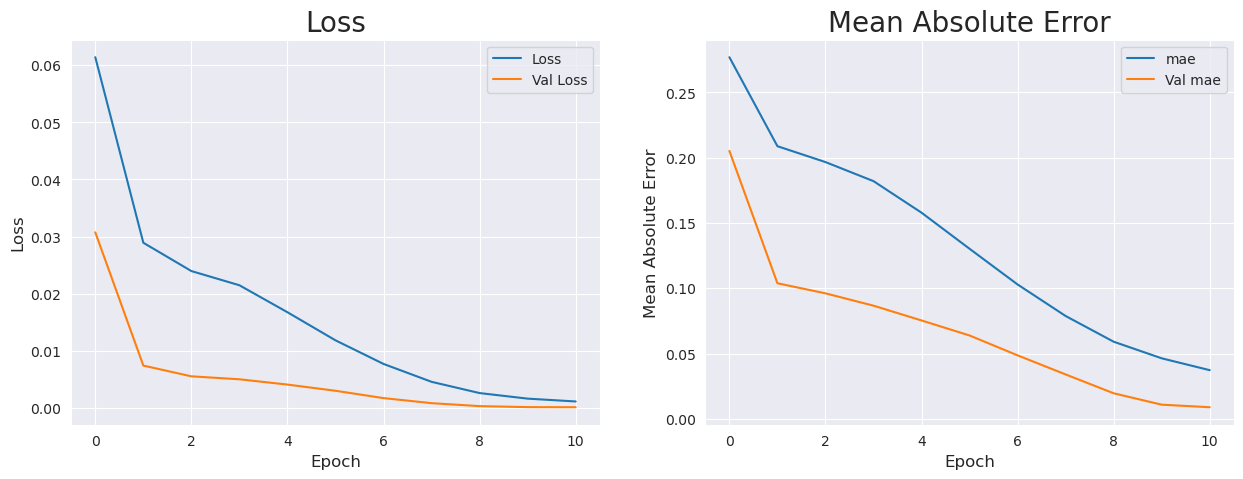 Loss
Loss
Val Loss
0.06
0.05
0.04
0.03
0.02
0.01
0.00
Loss
0 2 4 6 8 10
Epoch
Mean Absolute Error
mae
Val mae
0.25
0.20
0.15
0.10
0.05
0.00
Mean Absolute Error
0 2 4 6 8 10
Epoch